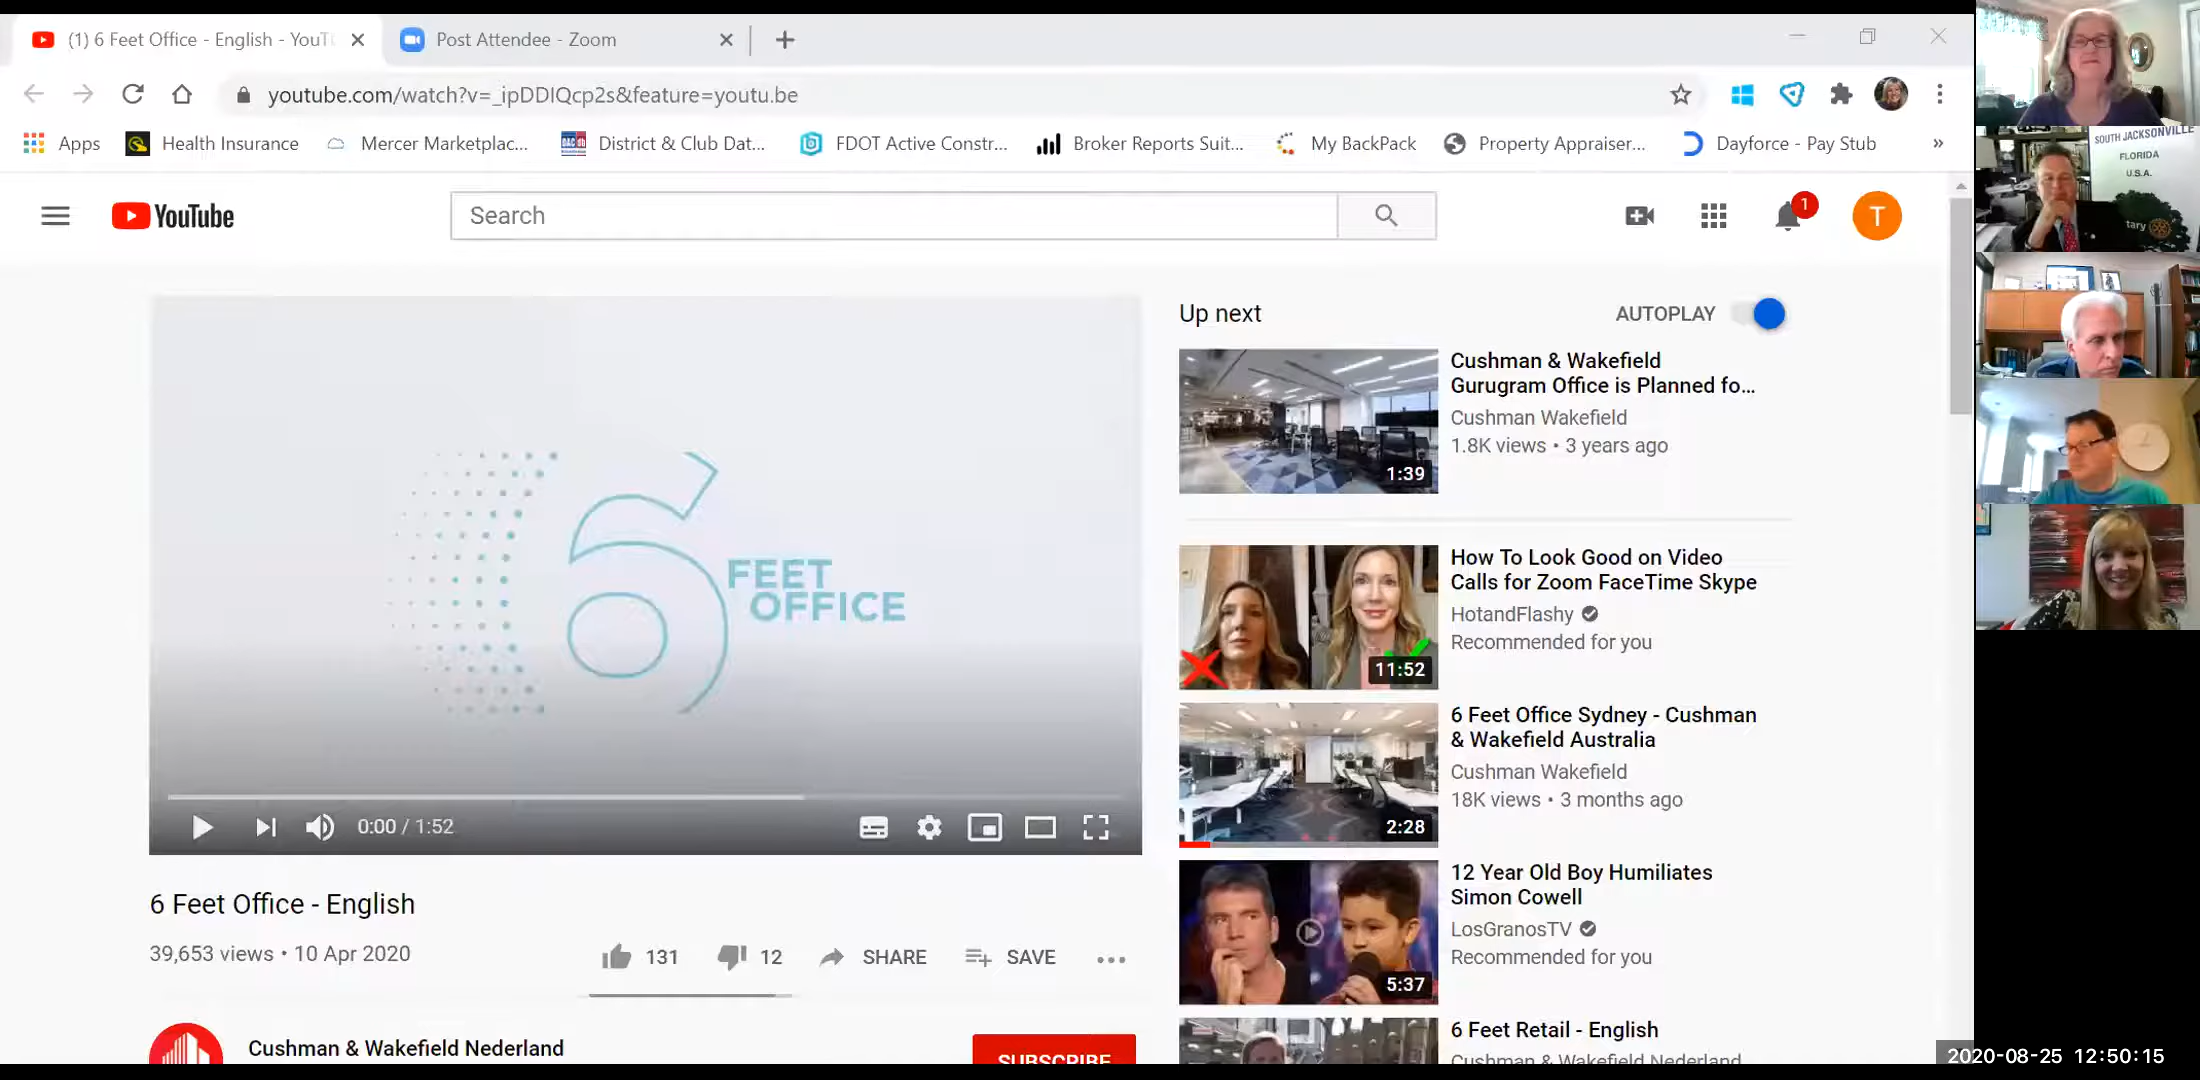 (1) 6 Feet Office - English - YouT
Post Attendee - Zoom
youtube.com/watch?v=_ipDDIQcp2s&feature=youtu.be
Apps
Health Insurance
Mercer Marketplac...
District & Club Dat...
FDOT Active Constr...
Broker Reports Suit...
My BackPack
Property Appraiser...
Dayforce - Pay Stub
»
YouTube
Search
1
T
6 FEET
OFFICE
0:00 / 1:52
6 Feet Office - English
39,653 views • 10 Apr 2020
131
12
SHARE
SAVE
Cushman & Wakefield Nederland
SUBSCRIBE
Up next
AUTOPLAY
1:39
Cushman & Wakefield
Gurugram Office is Planned fo...
Cushman Wakefield
1.8K views • 3 years ago
11:52
How To Look Good on Video
Calls for Zoom FaceTime Skype
HotandFlashy
Recommended for you
2:28
6 Feet Office Sydney - Cushman
& Wakefield Australia
Cushman Wakefield
18K views • 3 months ago
5:37
12 Year Old Boy Humiliates
Simon Cowell
LosGranosTV
Recommended for you
6 Feet Retail - English
Cushman & Wakefield Nederland
SOUTH JACKSONVILLE
FLORIDA
U.S.A.
tary
2020-08-25 12:50:15